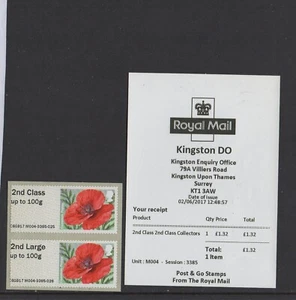 2nd Class
up to 100g
2nd Large
up to 100g
Royal Mail
Kingston DO
Kingston Enquiry Office
79A Villiers Road
Kingston Upon Thames
Surrey
KT1 3AW
Date of Issue
02/06/2017 12:48:57
Your receipt
Product Qty Price Total
2nd Class 2nd Class Collectors 1 £1.32 £1.32
Total: £1.32
1 Item
Unit : M004 - Session : 3385
Post & Go Stamps
From The Royal Mail